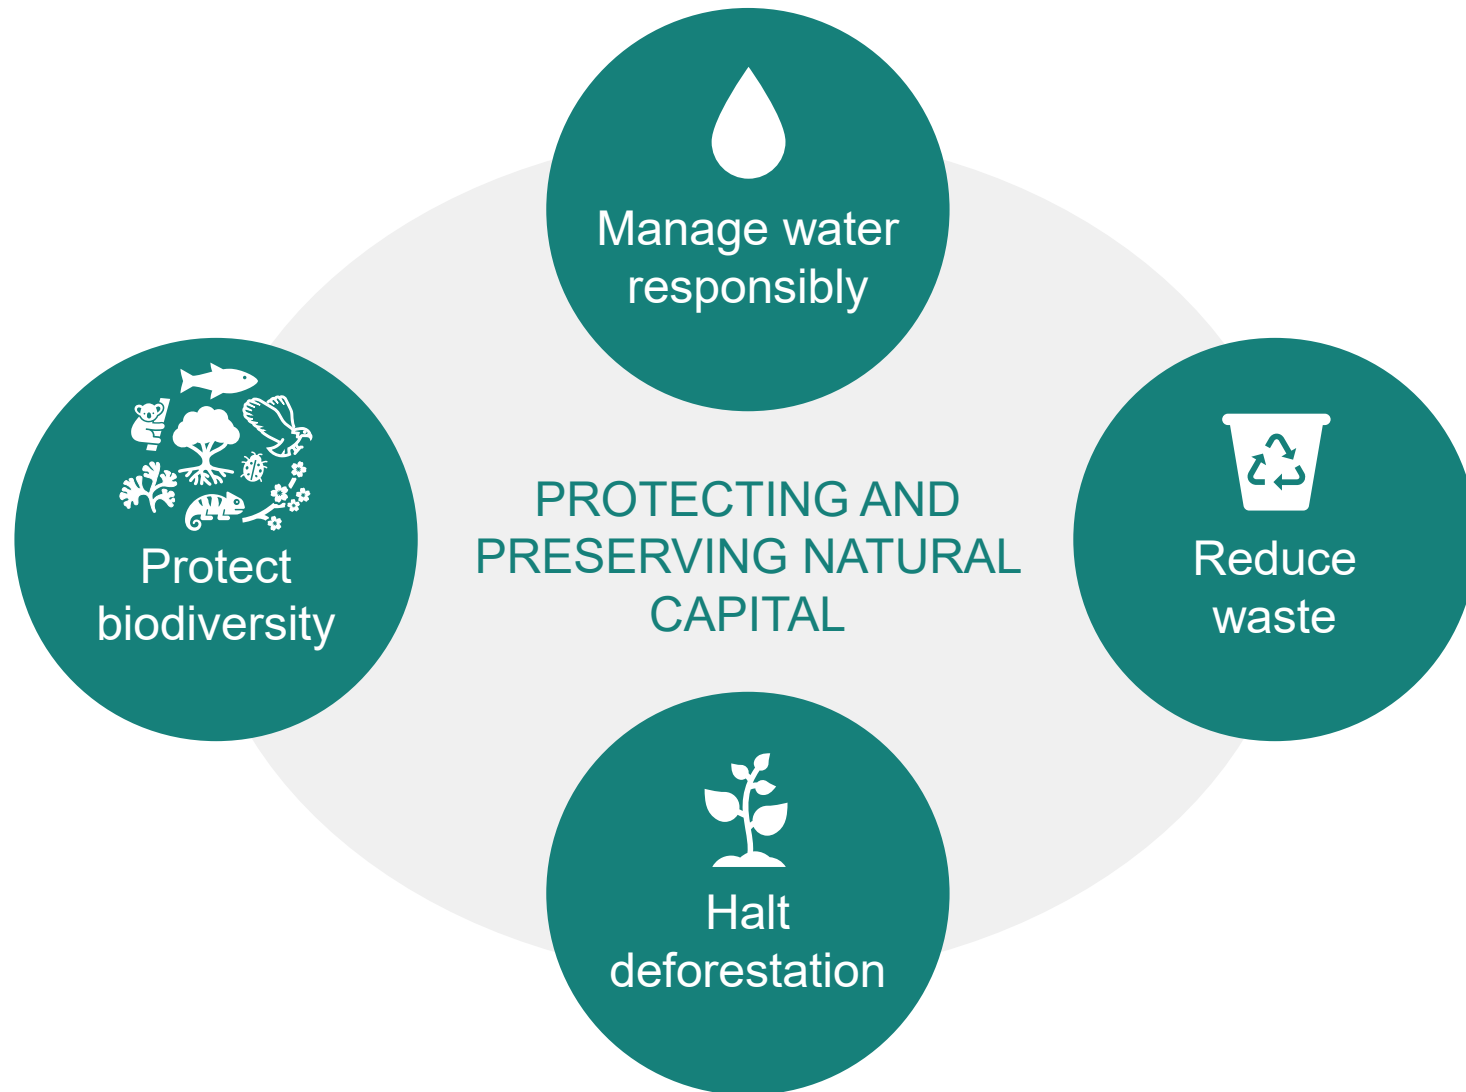 Manage water
responsibly
Protect
biodiversity
PROTECTING AND
PRESERVING NATURAL
CAPITAL
Reduce
waste
Halt
deforestation